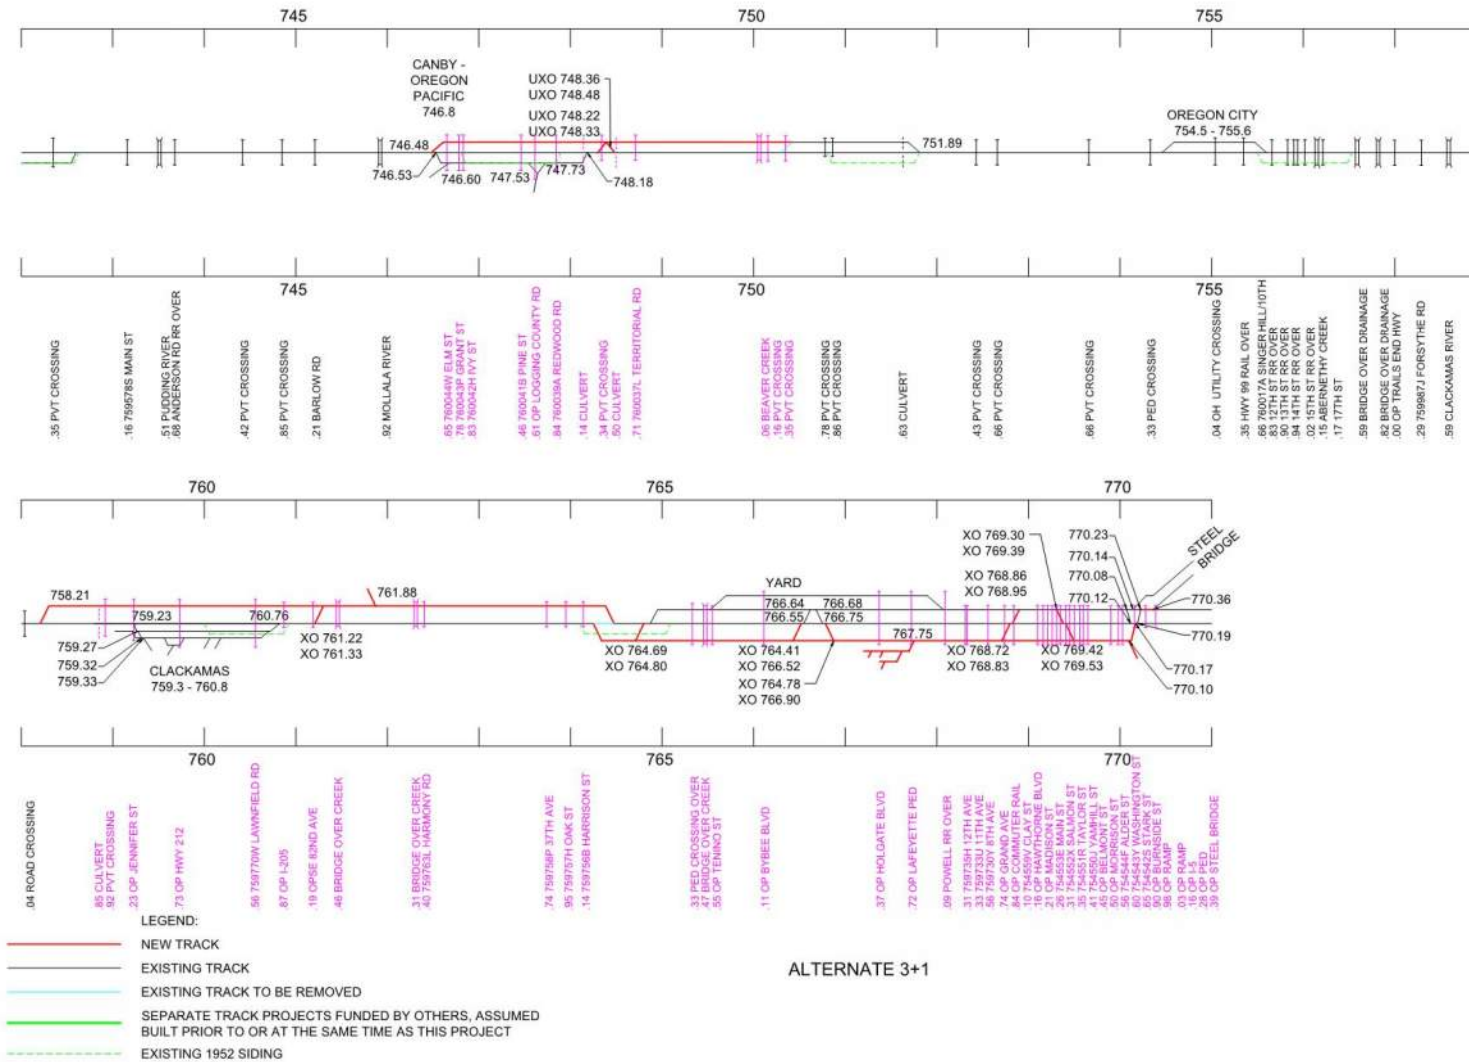 745
750
755
CANBY -
OREGON
PACIFIC
746.8
UXO 748.36
UXO 748.48
UXO 748.22
UXO 748.33
OREGON CITY
754.5 - 755.6
746.48
751.89
746.53
746.60
747.53
747.73
748.18
745
750
755
.35 PVT CROSSING
.16 759578S MAIN ST
.51 PUDDING RIVER
.68 ANDERSON RD RR OVER
.42 PVT CROSSING
.85 PVT CROSSING
.21 BARLOW RD
.92 MOLLALA RIVER
.65 760044W ELM ST
.78 760043P GRANT ST
.83 760042H IVY ST
.46 760041B PINE ST
.61 OP LOGGING COUNTY RD
.84 760039A REDWOOD RD
.14 CULVERT
.34 PVT CROSSING
.50 CULVERT
.71 760037L TERRITORIAL RD
.06 BEAVER CREEK
.16 PVT CROSSING
.35 PVT CROSSING
.78 PVT CROSSING
.86 PVT CROSSING
.63 CULVERT
.43 PVT CROSSING
.66 PVT CROSSING
.66 PVT CROSSING
.33 PED CROSSING
.04 OH UTILITY CROSSING
.35 HWY 99 RAIL OVER
.66 760017A SINGER HILL/10TH
.83 12TH ST RR OVER
.90 13TH ST RR OVER
.94 14TH ST RR OVER
.02 15TH ST RR OVER
.15 ABERNETHY CREEK
.17 17TH ST
.59 BRIDGE OVER DRAINAGE
.82 BRIDGE OVER DRAINAGE
.00 OP TRAILS END HWY
.29 759987J FORSYTHE RD
.59 CLACKAMAS RIVER
760
765
770
758.21
759.23
760.76
761.88
759.27
759.32
759.33
CLACKAMAS
759.3 - 760.8
XO 761.22
XO 761.33
XO 764.69
XO 764.80
YARD
766.64
766.68
766.55
766.75
XO 764.41
XO 766.52
XO 764.78
XO 766.90
767.75
XO 769.30
XO 769.39
XO 768.86
XO 768.95
XO 768.72
XO 768.83
XO 769.42
XO 769.53
770.23
770.14
770.08
770.12
STEEL
BRIDGE
770.36
770.19
770.17
770.10
760
765
770
.04 ROAD CROSSING
.85 CULVERT
.92 PVT CROSSING
.23 OP JENNIFER ST
.73 OP HWY 212
.56 759770W LAWNFIELD RD
.87 OP I-205
.19 OPSE 82ND AVE
.46 BRIDGE OVER CREEK
.31 BRIDGE OVER CREEK
.40 759763L HARMONY RD
.74 759758P 37TH AVE
.95 759757H OAK ST
.14 759756B HARRISON ST
.33 PED CROSSING OVER
.47 BRIDGE OVER CREEK
.55 OP TENINO ST
.11 OP BYBEE BLVD
.37 OP HOLGATE BLVD
.72 OP LAFEYETTE PED
.09 POWELL RR OVER
.31 759735H 12TH AVE
.33 759733U 11TH AVE
.56 759730Y 8TH AVE
.74 OP GRAND AVE
.84 OP COMMUTER RAIL
.10 754559V CLAY ST
.16 OP HAWTHORNE BLVD
.21 OP MADISON ST
.26 754553E MAIN ST
.31 754552X SALMON ST
.35 754551R TAYLOR ST
.41 754550J YAMHILL ST
.45 OP BELMONT ST
.50 OP MORRISON ST
.56 754544F ALDER ST
.60 754543Y WASHINGTON ST
.65 754542S STARK ST
.90 OP BURNSIDE ST
.98 OP RAMP
.03 OP RAMP
.16 OP I-5
.28 OP PED
.39 OP STEEL BRIDGE
LEGEND:
NEW TRACK
EXISTING TRACK
EXISTING TRACK TO BE REMOVED
SEPARATE TRACK PROJECTS FUNDED BY OTHERS, ASSUMED
BUILT PRIOR TO OR AT THE SAME TIME AS THIS PROJECT
EXISTING 1952 SIDING
ALTERNATE 3+1